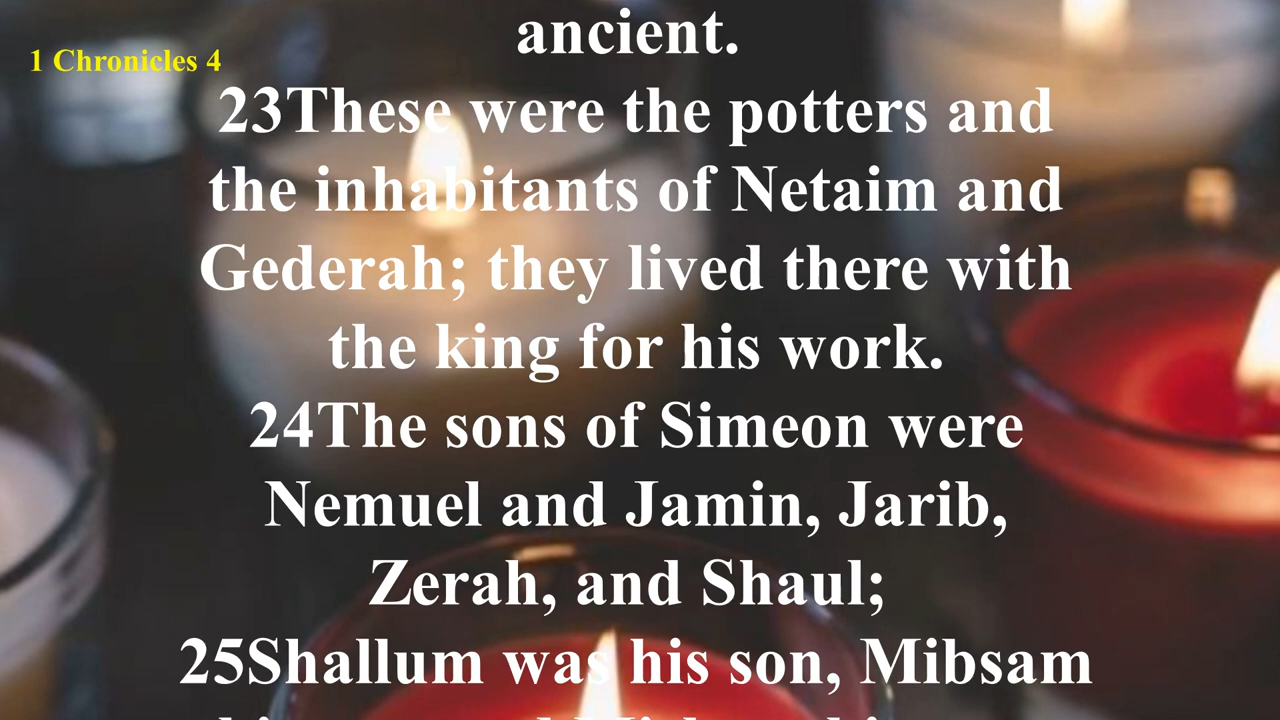 ancient.
1 Chronicles 4
23These were the potters and
the inhabitants of Netaim and
Gederah; they lived there with
the king for his work.
24The sons of Simeon were
Nemuel and Jamin, Jarib,
Zerah, and Shaul;
25Shallum was his son, Mibsam